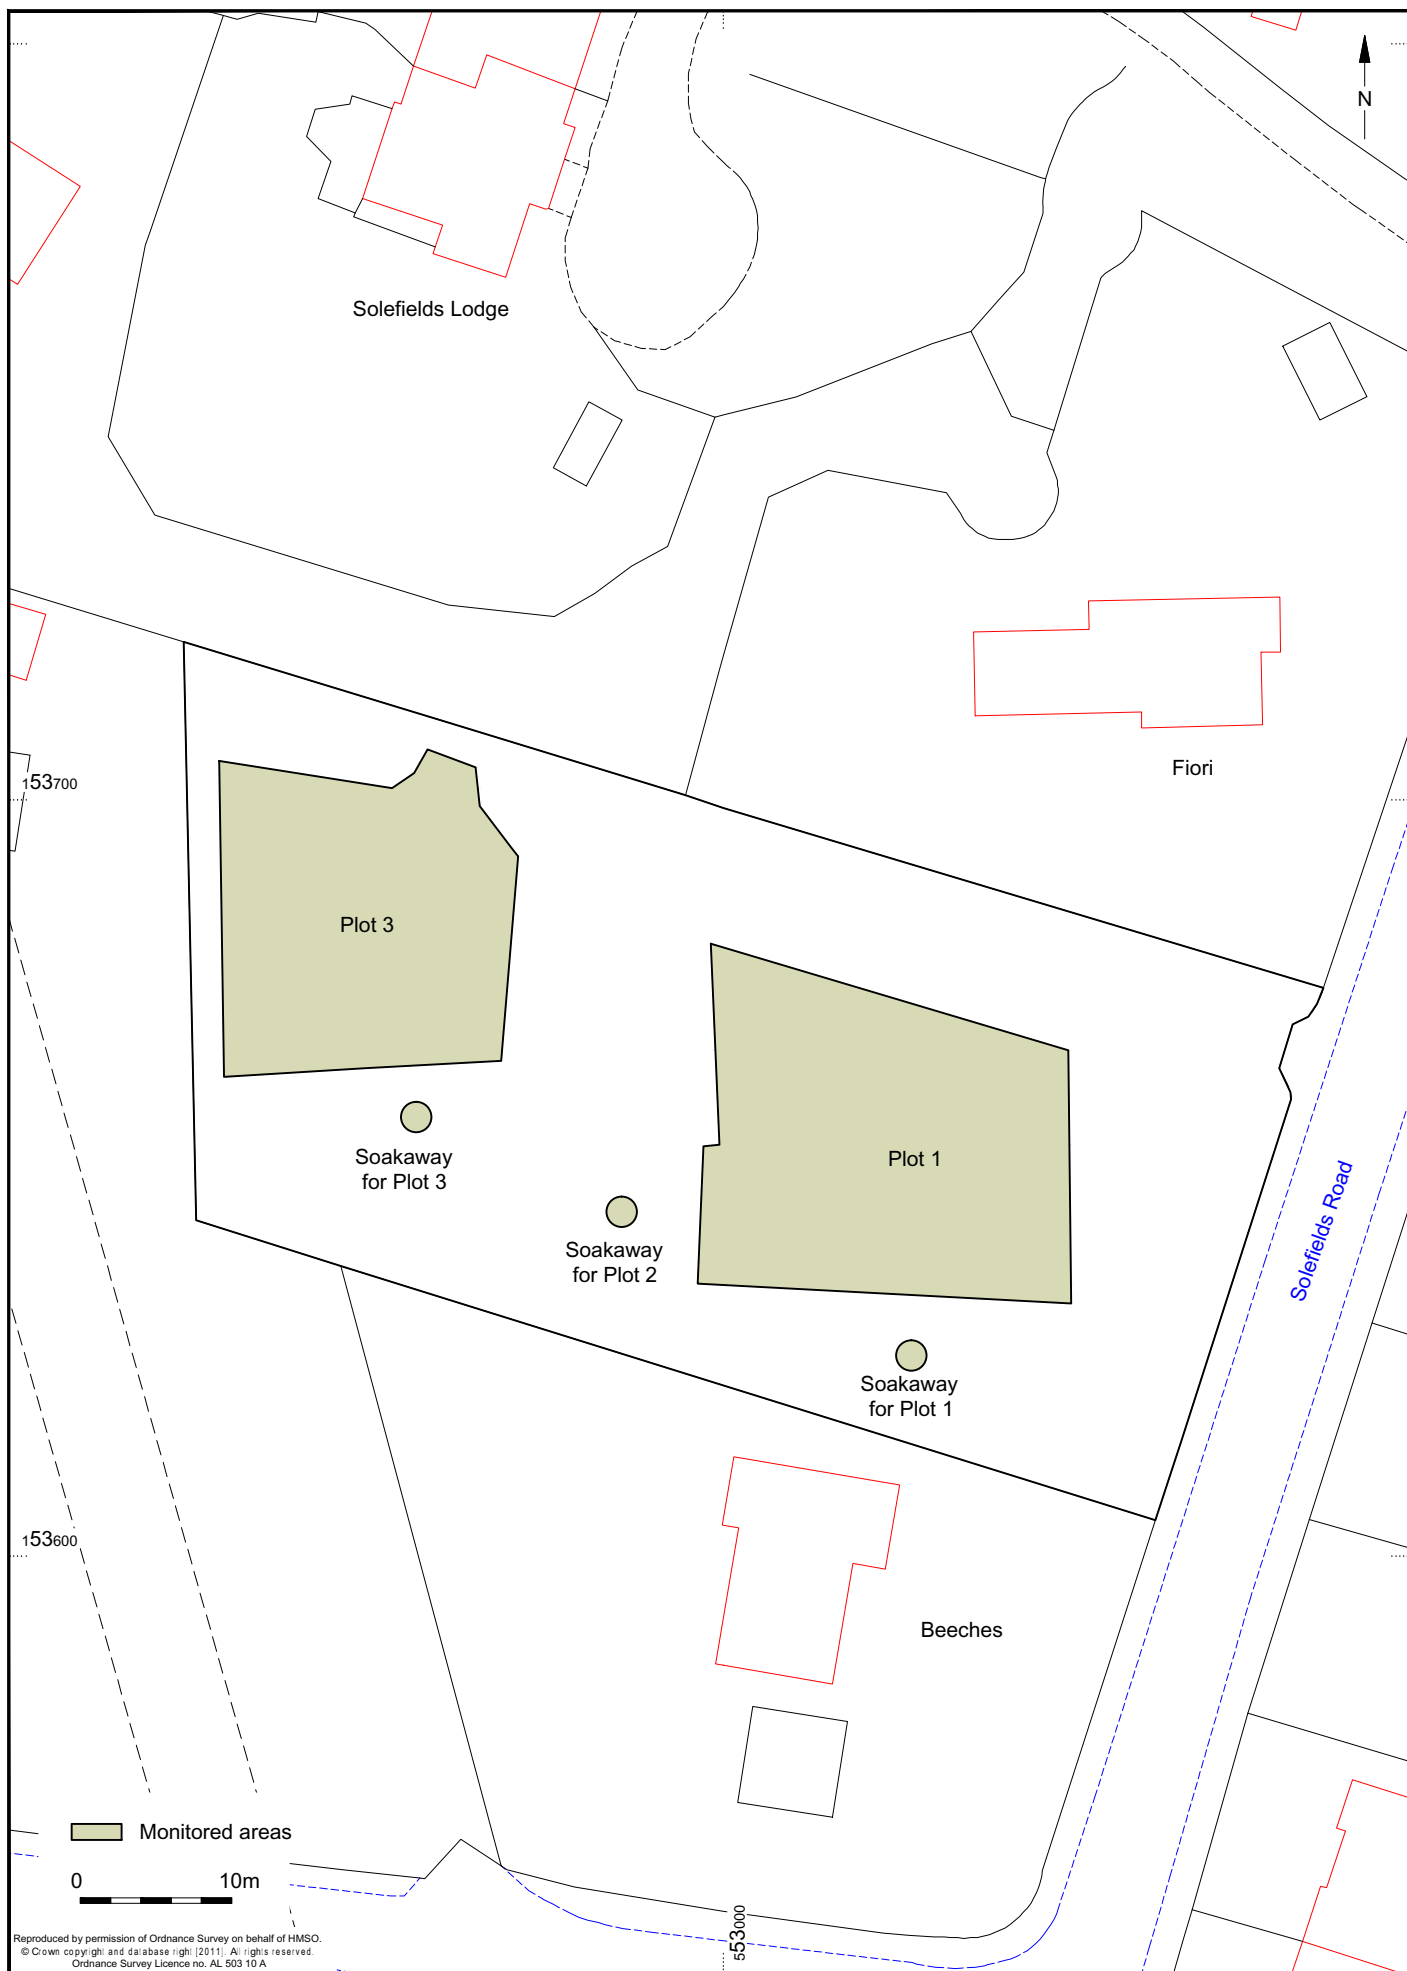 N
Solefields Lodge
Fiori
153700
Plot 3
Plot 1
Soakaway
for Plot 3
Soakaway
for Plot 2
Solefields Road
Soakaway
for Plot 1
153600
Beeches
Monitored areas
0 10m
553000
Reproduced by permission of Ordnance Survey on behalf of HMSO.
© Crown copyright and database right [2011]. All rights reserved.
Ordnance Survey Licence no. AL 503 10 A